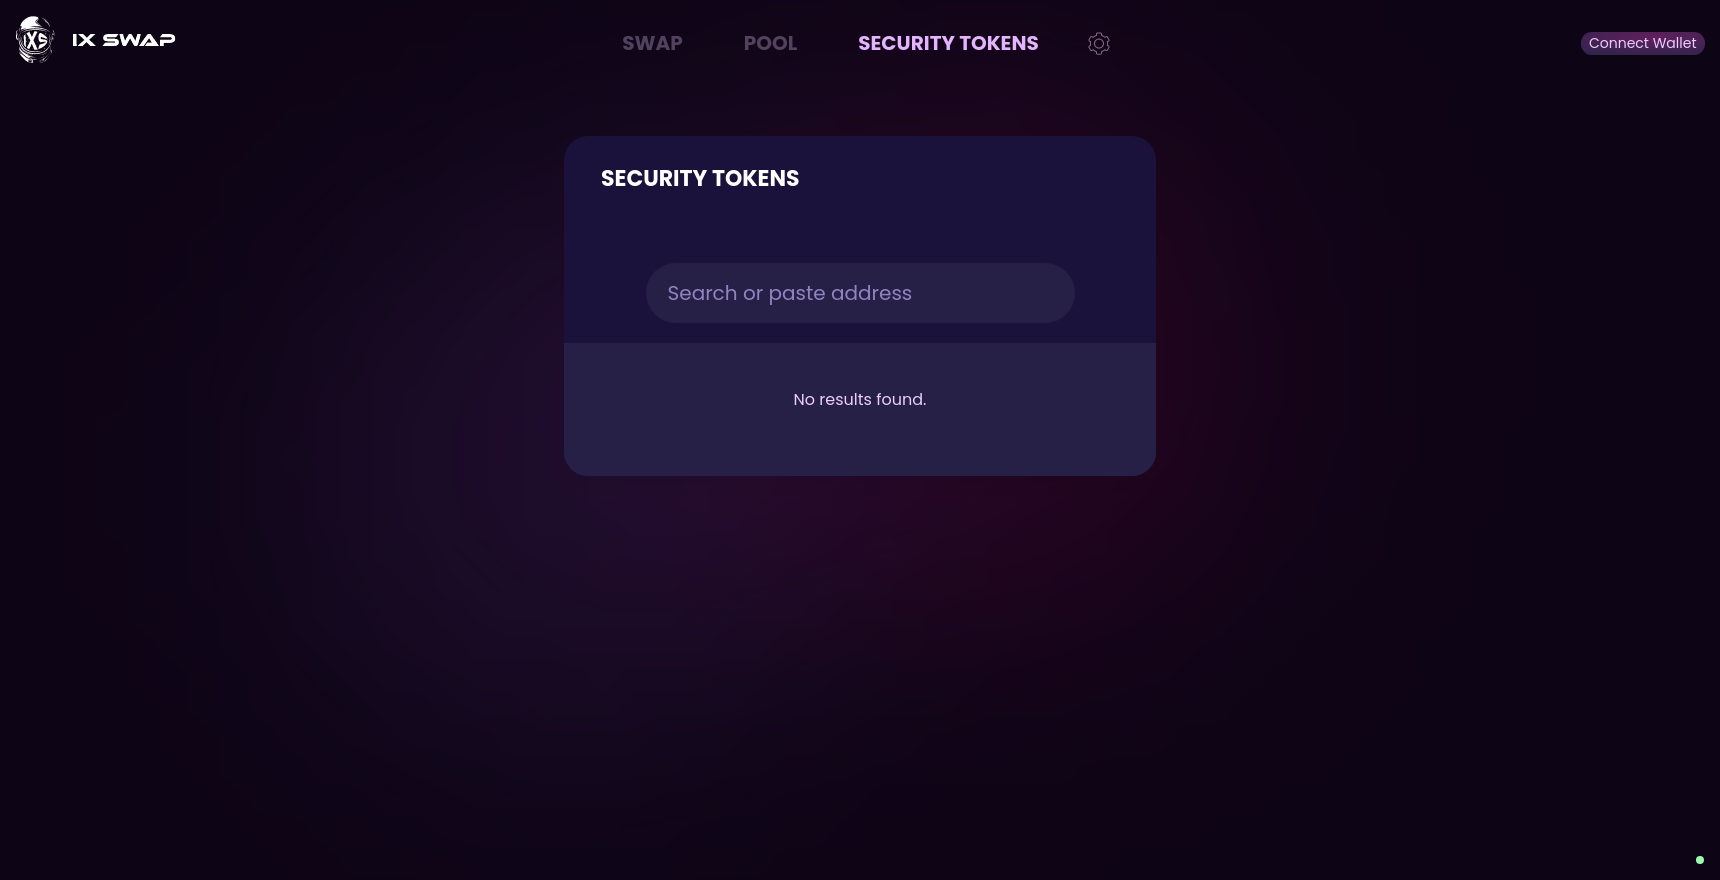 IXS
IX SWAP
SWAP
POOL
SECURITY TOKENS
Connect Wallet
SECURITY TOKENS
Search or paste address
No results found.